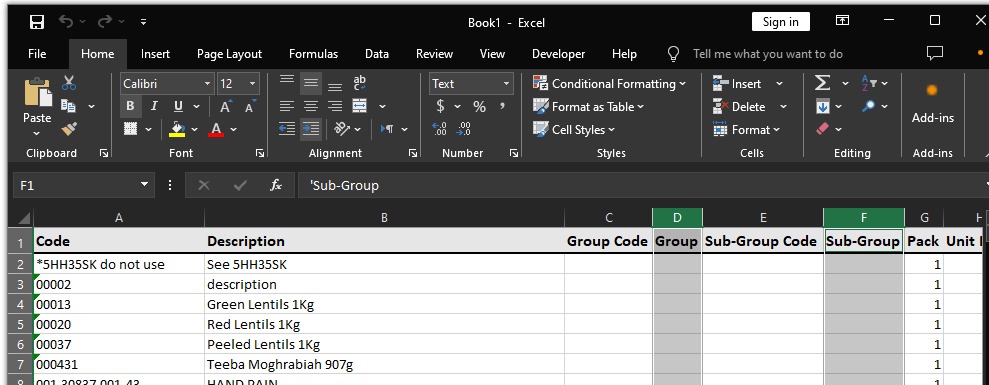 Book1 - Excel
Sign in
File Home Insert Page Layout Formulas Data Review View Developer Help Tell me what you want to do
Calibri 12 ab Text Conditional Formatting Insert
Paste B I U A A $ % , Format as Table Delete Add-ins
A Cell Styles Format
Clipboard Font Alignment Number Styles Cells Editing Add-ins
F1 fx 'Sub-Group
A B C D E F G H
1 Code Description Group Code Group Sub-Group Code Sub-Group Pack Unit
2 *5HH35SK do not use See 5HH35SK 1
3 00002 description 1
4 00013 Green Lentils 1Kg 1
5 00020 Red Lentils 1Kg 1
6 00037 Peeled Lentils 1Kg 1
7 000431 Teeba Moghrabiah 907g 1
8 001 30837 001 43 HAND PAIN